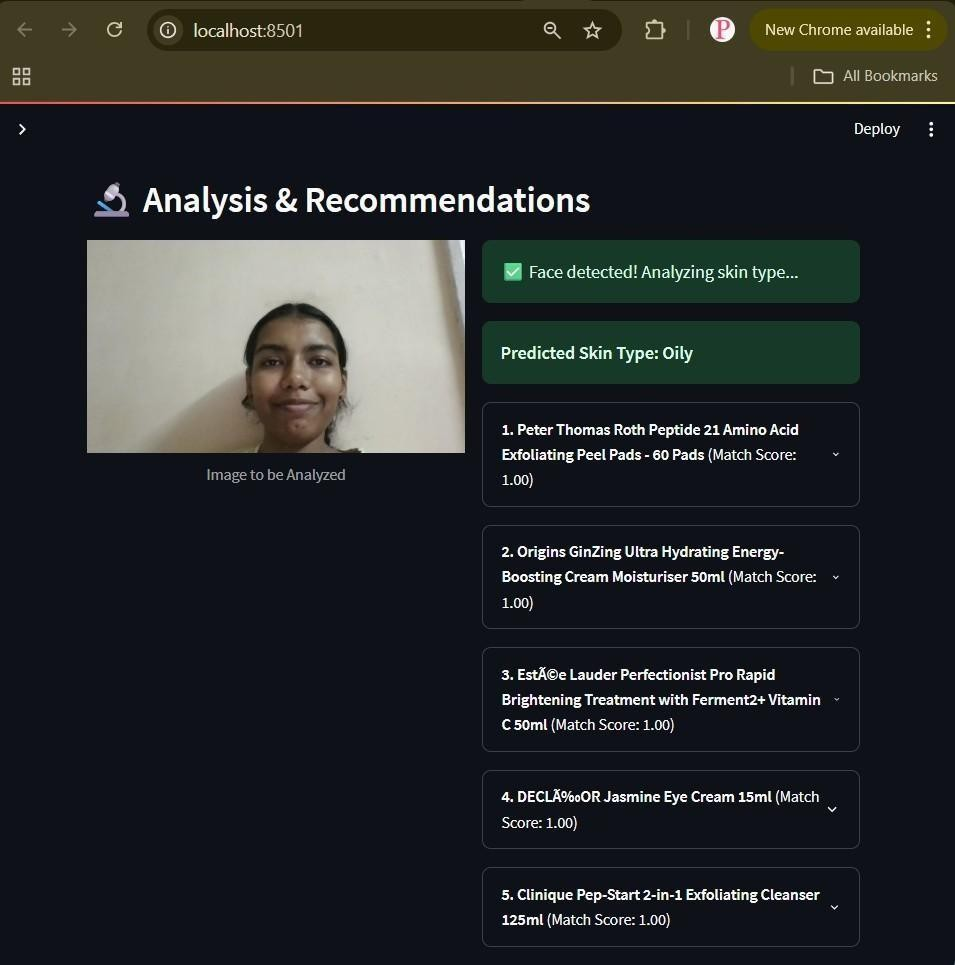 localhost:8501
New Chrome available
All Bookmarks
Deploy
Analysis & Recommendations
✅ Face detected! Analyzing skin type...
Predicted Skin Type: Oily
1. Peter Thomas Roth Peptide 21 Amino Acid
Exfoliating Peel Pads - 60 Pads (Match Score:
1.00)
2. Origins GinZing Ultra Hydrating Energy-
Boosting Cream Moisturiser 50ml (Match Score:
1.00)
3. EstÃ©e Lauder Perfectionist Pro Rapid
Brightening Treatment with Ferment2+ Vitamin
C 50ml (Match Score: 1.00)
4. DECLÃ‰OR Jasmine Eye Cream 15ml (Match
Score: 1.00)
5. Clinique Pep-Start 2-in-1 Exfoliating Cleanser
125ml (Match Score: 1.00)
Image to be Analyzed